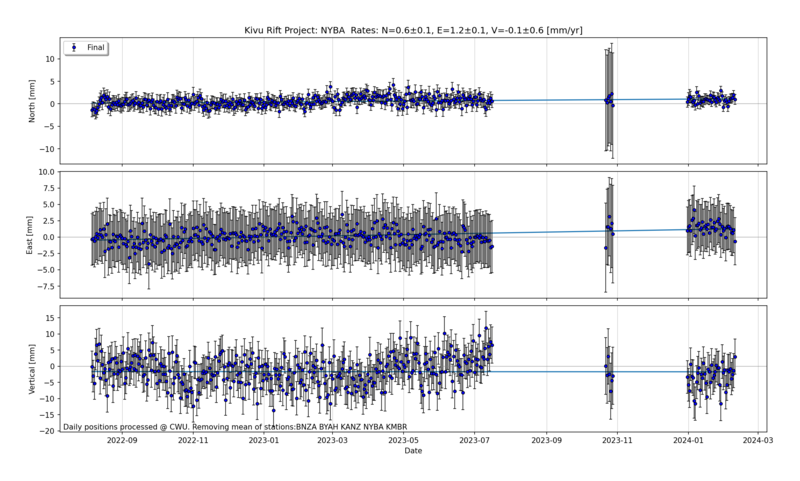 Kivu Rift Project: NYBA  Rates: N=0.6±0.1, E=1.2±0.1, V=-0.1±0.6 [mm/yr]
Final
North [mm]
10
5
0
−5
−10
East [mm]
10.0
7.5
5.0
2.5
0.0
−2.5
−5.0
−7.5
Vertical [mm]
15
10
5
0
−5
−10
−15
−20
Daily positions processed @ CWU. Removing mean of stations:BNZA BYAH KANZ NYBA KMBR
2022-09 2022-11 2023-01 2023-03 2023-05 2023-07 2023-09 2023-11 2024-01 2024-03
Date